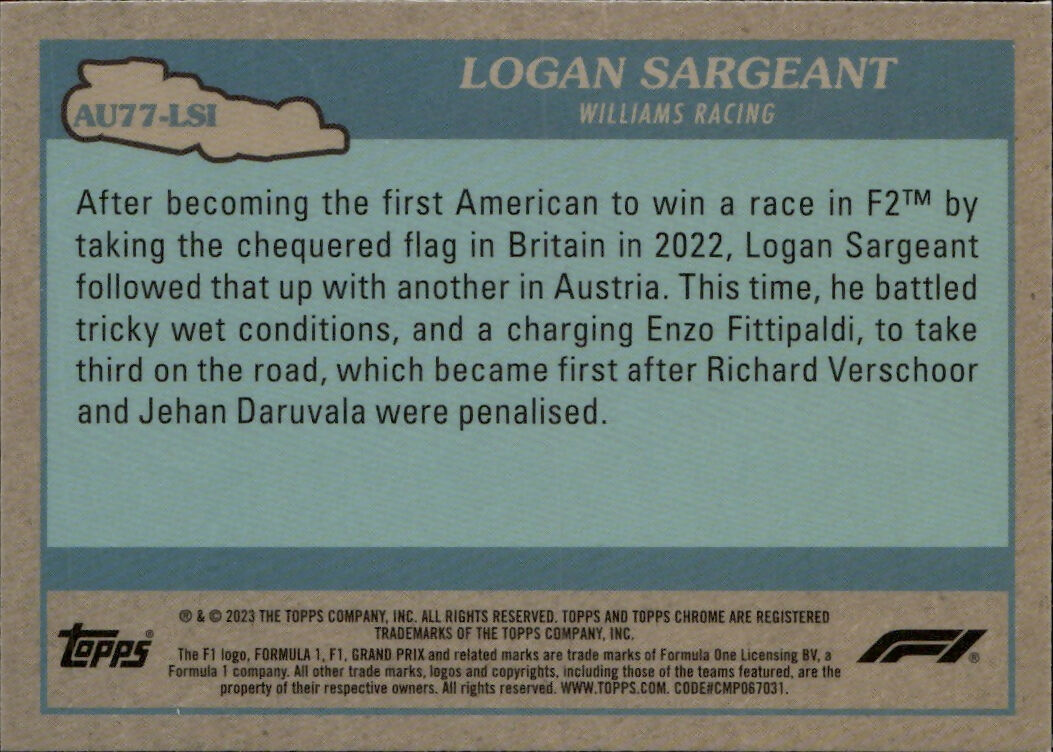 AU77-LSI
LOGAN SARGEANT
WILLIAMS RACING
After becoming the first American to win a race in F2™ by
taking the chequered flag in Britain in 2022, Logan Sargeant
followed that up with another in Austria. This time, he battled
tricky wet conditions, and a charging Enzo Fittipaldi, to take
third on the road, which became first after Richard Verschoor
and Jehan Daruvala were penalised.
® & © 2023 THE TOPPS COMPANY, INC. ALL RIGHTS RESERVED. TOPPS AND TOPPS CHROME ARE REGISTERED
TRADEMARKS OF THE TOPPS COMPANY, INC.
The F1 logo, FORMULA 1, F1, GRAND PRIX and related marks are trade marks of Formula One Licensing BV, a
Formula 1 company. All other trade marks, logos and copyrights, including those of the teams featured, are the
property of their respective owners. All rights reserved. WWW.TOPPS.COM. CODE#CMP067031.
topps®
F1®